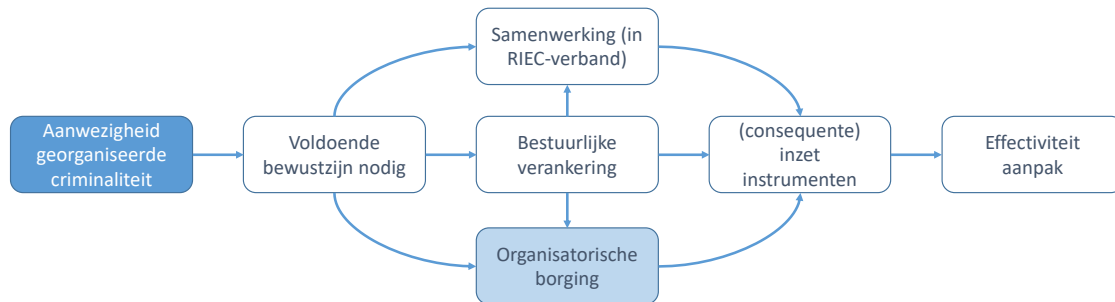 Samenwerking (in
RIEC-verband)
Aanwezigheid
georganiseerde
criminaliteit
Voldoende
bewustzijn nodig
Bestuurlijke
verankering
(consequente)
inzet
instrumenten
Effectiviteit
aanpak
Organisatorische
borging